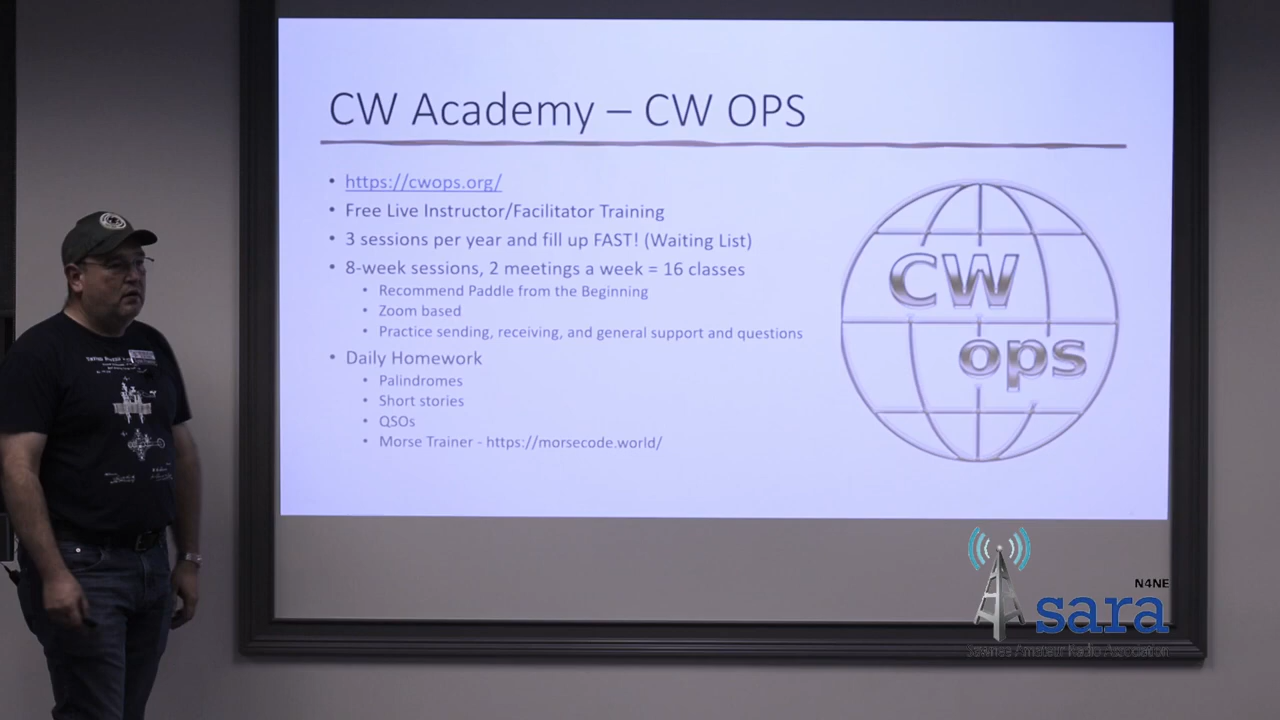 CW Academy – CW OPS
• https://cwops.org/
• Free Live Instructor/Facilitator Training
• 3 sessions per year and fill up FAST! (Waiting List)
• 8-week sessions, 2 meetings a week = 16 classes
• Recommend Paddle from the Beginning
• Zoom based
• Practice sending, receiving, and general support and questions
• Daily Homework
• Palindromes
• Short stories
• QSOs
• Morse Trainer - https://morsecode.world/
CW
ops
N4NE
sara
Amateur Radio Association